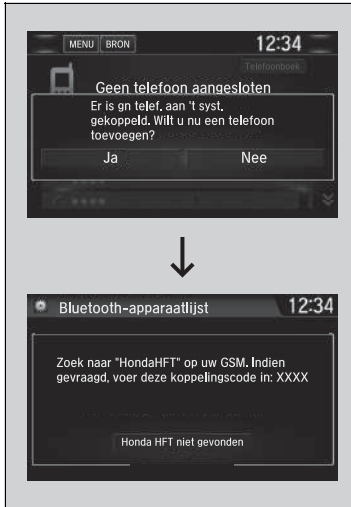 MENU BRON 12:34
Telefoonboek
Geen telefoon aangesloten
Er is gn telef. aan 't syst.
gekoppeld. Wilt u nu een telefoon
toevoegen?
Ja Nee
Bluetooth-apparaatlijst 12:34
Zoek naar "HondaHFT" op uw GSM. Indien
gevraagd, voer deze koppelingscode in: XXXX
Honda HFT niet gevonden